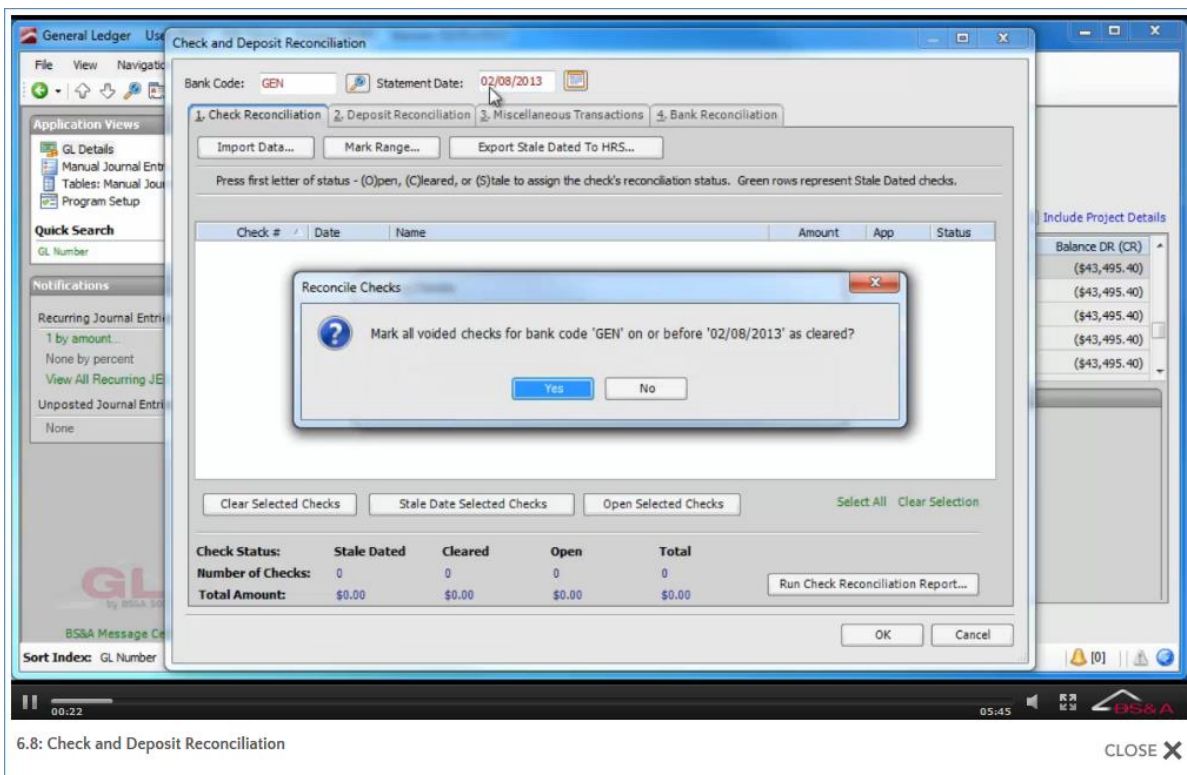 General Ledger Use
Check and Deposit Reconciliation
File View Navigatio
Bank Code: GEN Statement Date: 02/08/2013
1. Check Reconciliation 2. Deposit Reconciliation 3. Miscellaneous Transactions 4. Bank Reconciliation
Application Views
GL Details
Manual Journal Entr
Tables: Manual Jour
Program Setup
Quick Search
GL Number
Notifications
Recurring Journal Entri
1 by amount...
None by percent
View All Recurring JE
Unposted Journal Entri
None
Import Data... Mark Range... Export Stale Dated To HRS...
Press first letter of status - (O)pen, (C)leared, or (S)tale to assign the check's reconciliation status. Green rows represent Stale Dated checks.
Check # Date Name Amount App Status
Reconcile Checks
Mark all voided checks for bank code 'GEN' on or before '02/08/2013' as cleared?
Yes No
Clear Selected Checks Stale Date Selected Checks Open Selected Checks Select All Clear Selection
Check Status: Stale Dated Cleared Open Total
Number of Checks: 0 0 0 0
Total Amount: $0.00 $0.00 $0.00 $0.00
Run Check Reconciliation Report...
OK Cancel
Include Project Details
Balance DR (CR)
($43,495.40)
($43,495.40)
($43,495.40)
($43,495.40)
($43,495.40)
GL
by BS&A SO
BS&A Message Ce
Sort Index: GL Number
[0]
00:22 05:45
BS&A
6.8: Check and Deposit Reconciliation
CLOSE